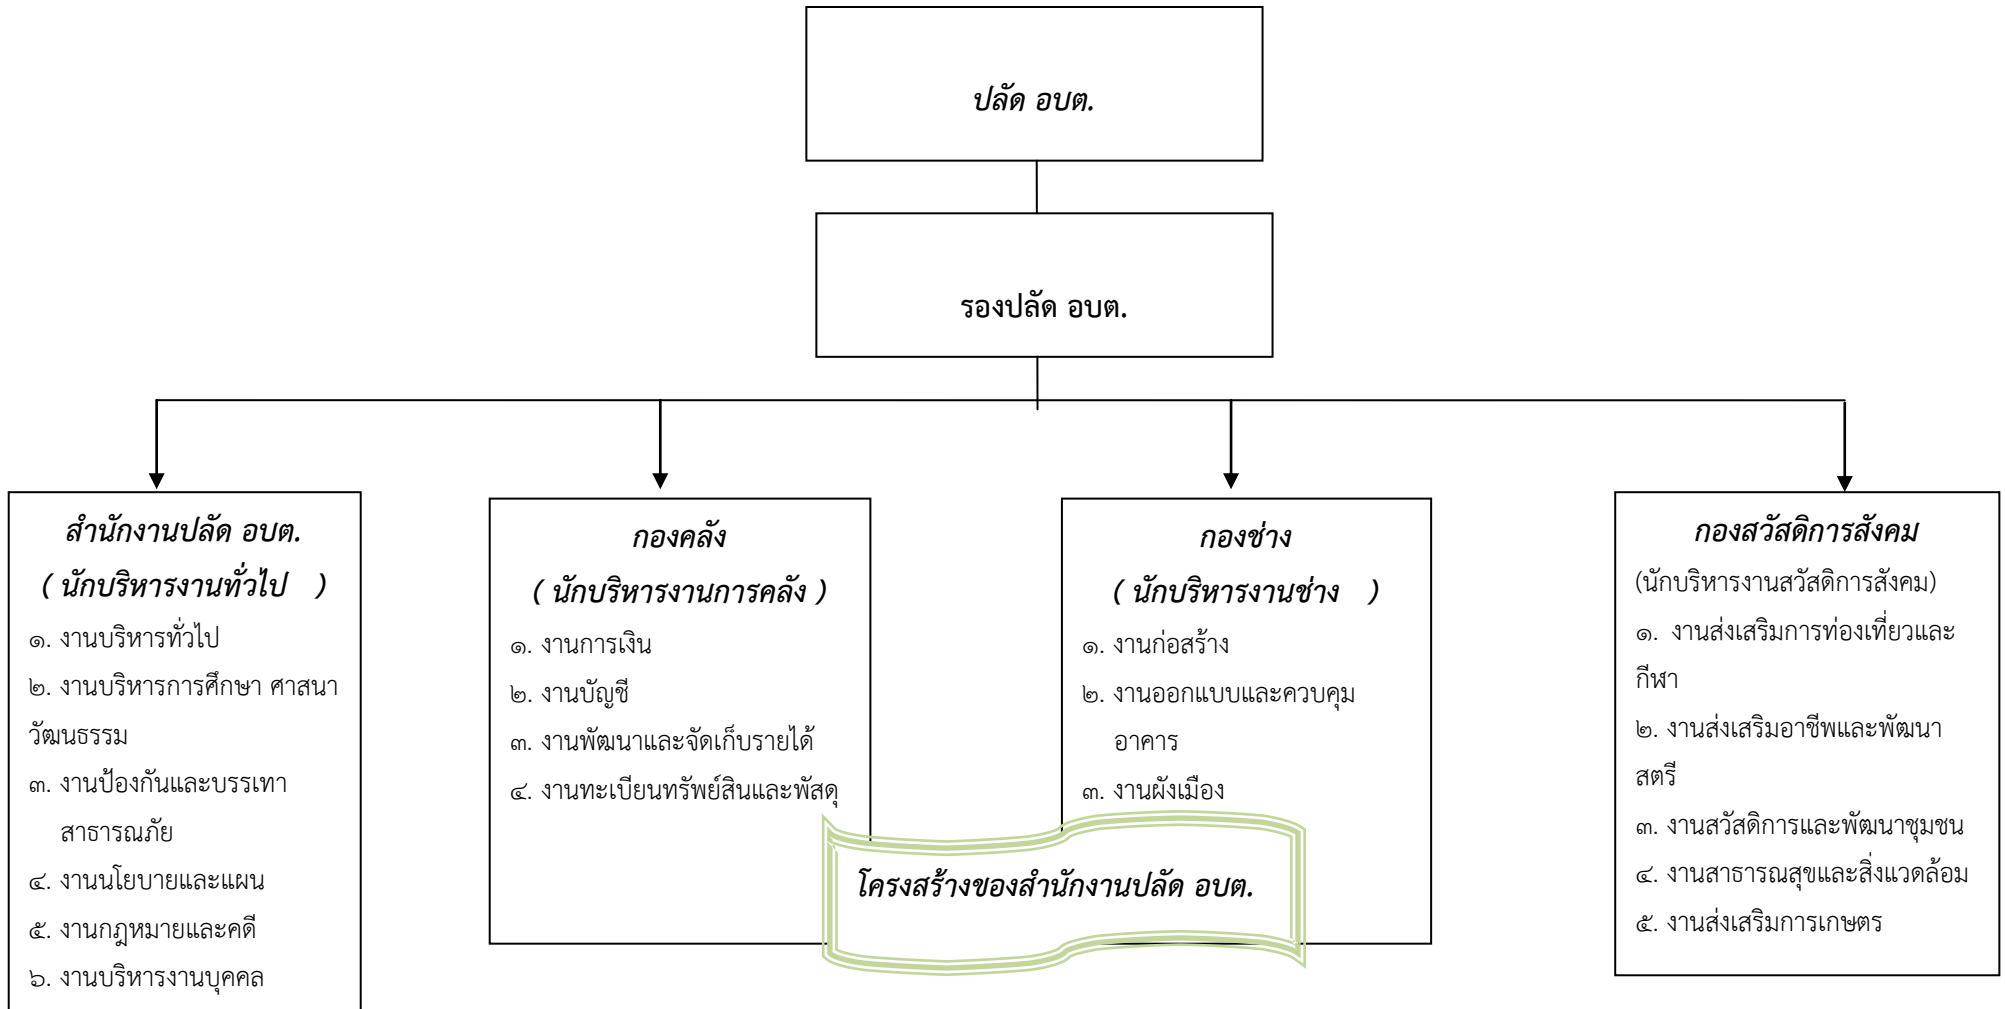 ปลัด อบต.
รองปลัด อบต.
สำนักงานปลัด อบต.
( นักบริหารงานทั่วไป )
๑. งานบริหารทั่วไป
๒. งานบริหารการศึกษา ศาสนา
วัฒนธรรม
๓. งานป้องกันและบรรเทา
สาธารณภัย
๔. งานนโยบายและแผน
๕. งานกฎหมายและคดี
๖. งานบริหารงานบุคคล
กองคลัง
( นักบริหารงานการคลัง )
๑. งานการเงิน
๒. งานบัญชี
๓. งานพัฒนาและจัดเก็บรายได้
๔. งานทะเบียนทรัพย์สินและพัสดุ
กองช่าง
( นักบริหารงานช่าง )
๑. งานก่อสร้าง
๒. งานออกแบบและควบคุม
อาคาร
๓. งานผังเมือง
กองสวัสดิการสังคม
(นักบริหารงานสวัสดิการสังคม)
๑. งานส่งเสริมการท่องเที่ยวและ
กีฬา
๒. งานส่งเสริมอาชีพและพัฒนา
สตรี
๓. งานสวัสดิการและพัฒนาชุมชน
๔. งานสาธารณสุขและสิ่งแวดล้อม
๕. งานส่งเสริมการเกษตร
โครงสร้างของสำนักงานปลัด อบต.